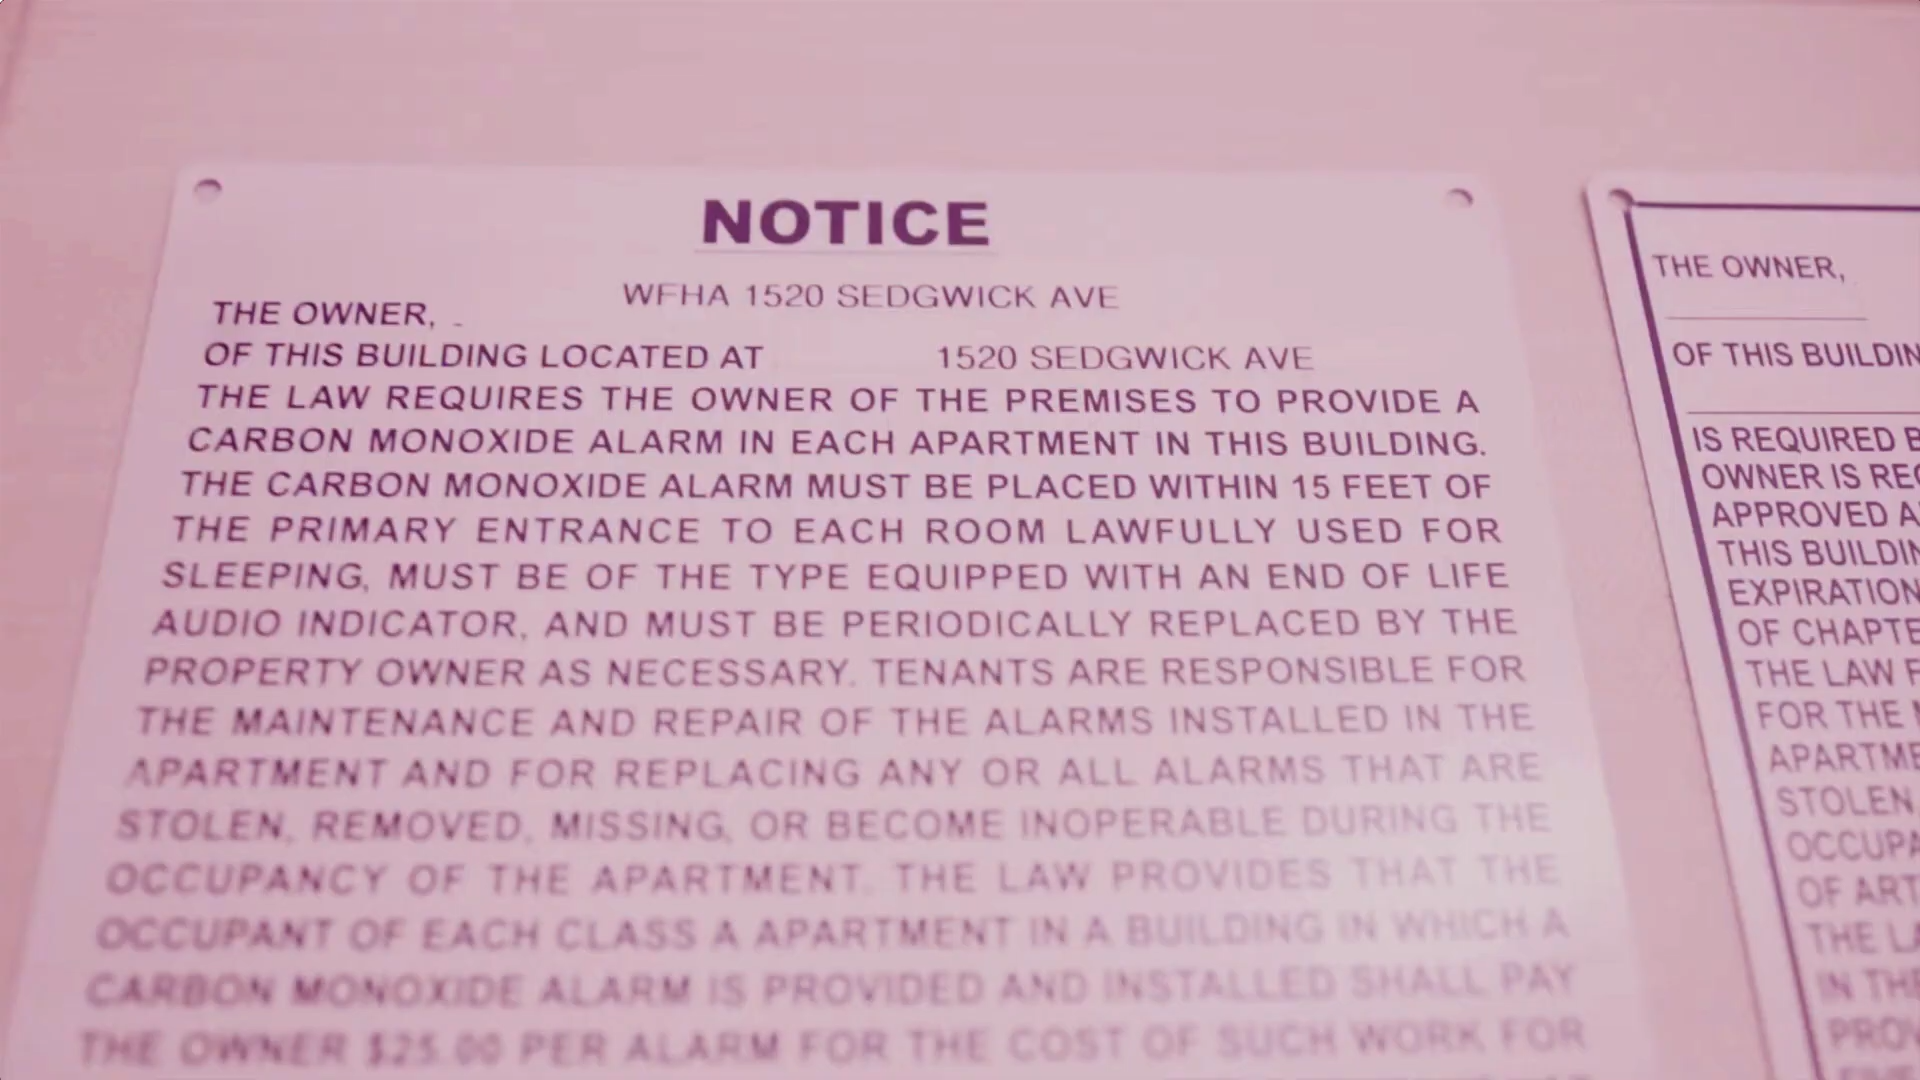 NOTICE
WFHA 1520 SEDGWICK AVE
THE OWNER,
OF THIS BUILDING LOCATED AT 1520 SEDGWICK AVE
THE LAW REQUIRES THE OWNER OF THE PREMISES TO PROVIDE A
CARBON MONOXIDE ALARM IN EACH APARTMENT IN THIS BUILDING.
THE CARBON MONOXIDE ALARM MUST BE PLACED WITHIN 15 FEET OF
THE PRIMARY ENTRANCE TO EACH ROOM LAWFULLY USED FOR
SLEEPING, MUST BE OF THE TYPE EQUIPPED WITH AN END OF LIFE
AUDIO INDICATOR, AND MUST BE PERIODICALLY REPLACED BY THE
PROPERTY OWNER AS NECESSARY. TENANTS ARE RESPONSIBLE FOR
THE MAINTENANCE AND REPAIR OF THE ALARMS INSTALLED IN THE
APARTMENT AND FOR REPLACING ANY OR ALL ALARMS THAT ARE
STOLEN, REMOVED, MISSING, OR BECOME INOPERABLE DURING THE
OCCUPANCY OF THE APARTMENT. THE LAW PROVIDES THAT THE
OCCUPANT OF EACH CLASS A APARTMENT IN A BUILDING IN WHICH A
CARBON MONOXIDE ALARM IS PROVIDED AND INSTALLED SHALL PAY
THE OWNER $25.00 PER ALARM FOR THE COST OF SUCH WORK FOR
THE OWNER,
OF THIS
IS REQUIRED
OWNER IS
APPROVED
THIS
EXPIRATION
OF
THE LAW
FOR THE
STOLEN
OF
THE
IN